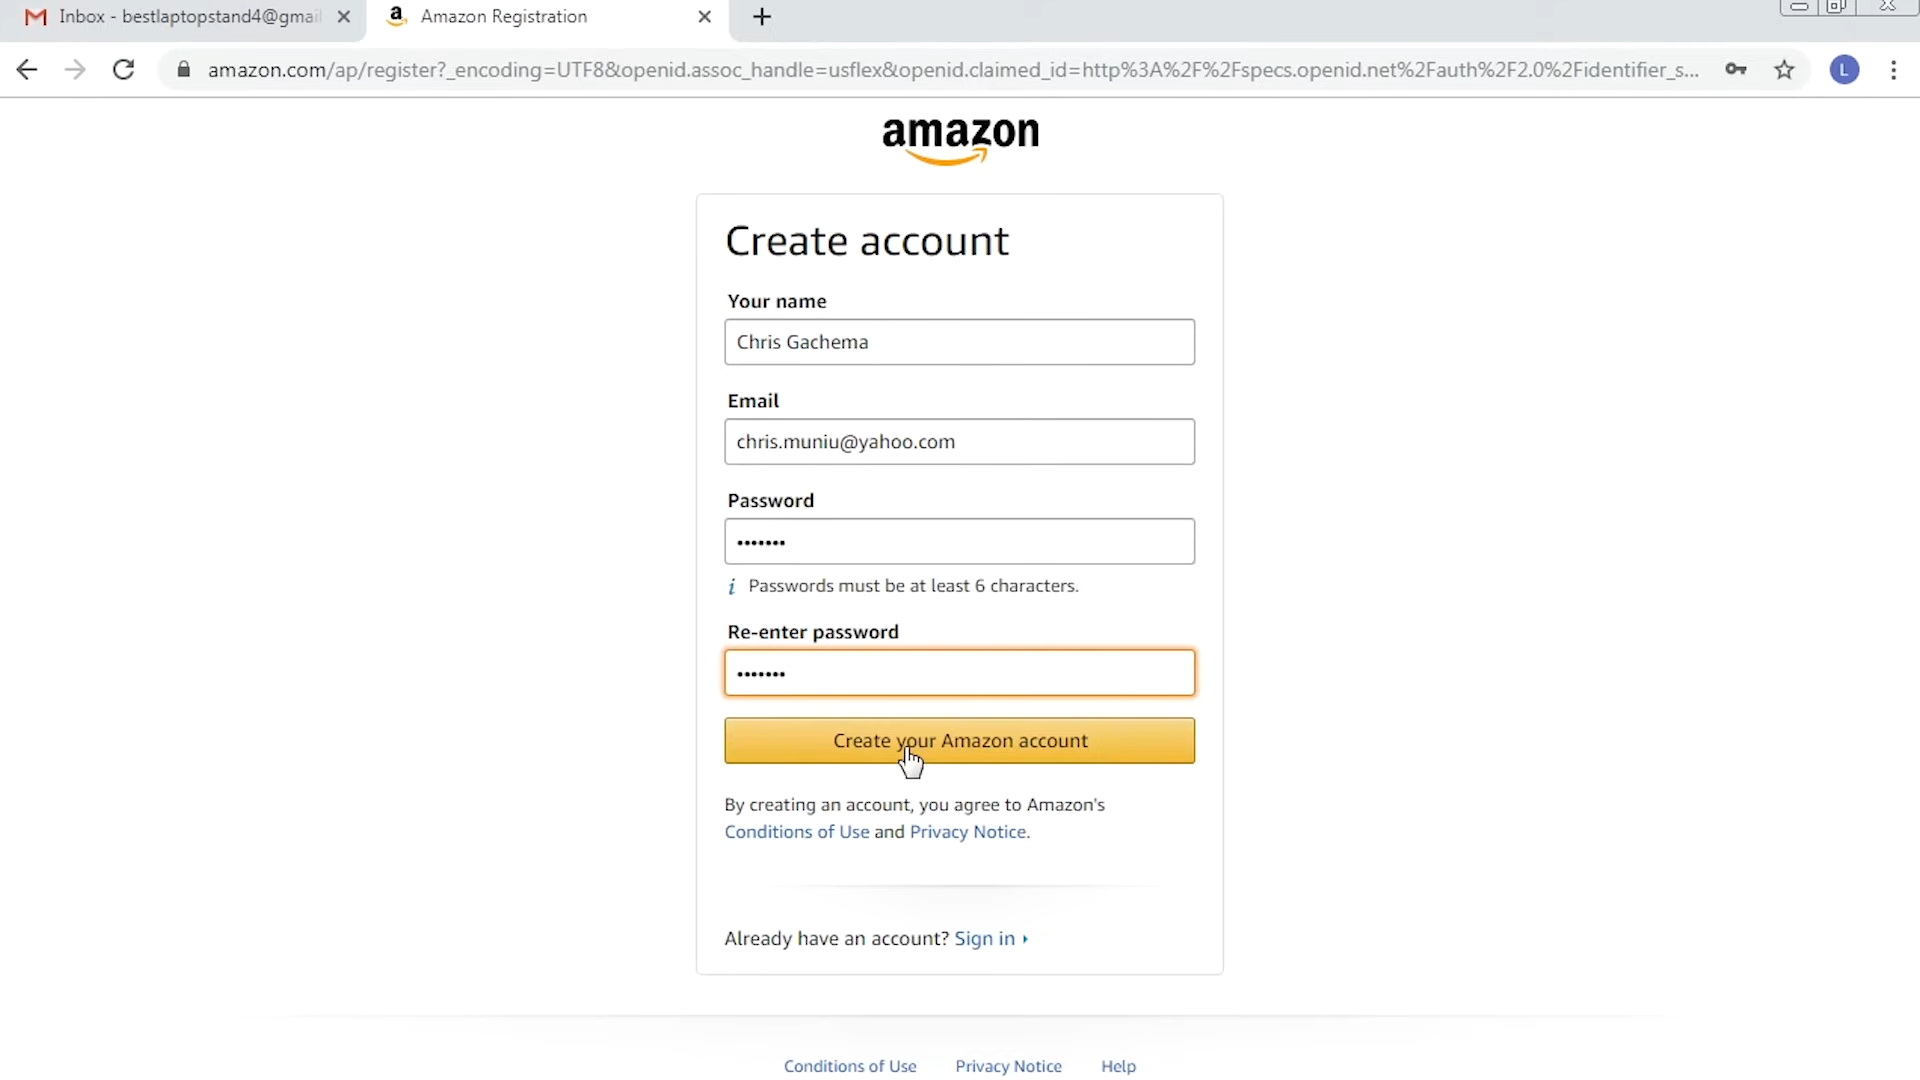 Inbox - bestlaptopstand4@gmail
Amazon Registration
amazon.com/ap/register?_encoding=UTF8&openid.assoc_handle=usflex&openid.claimed_id=http%3A%2F%2Fspecs.openid.net%2Fauth%2F2.0%2Fidentifier_s...
L
amazon
Create account
Your name
Chris Gachema
Email
chris.muniu@yahoo.com
Password
•••••••
i Passwords must be at least 6 characters.
Re-enter password
•••••••
Create your Amazon account
By creating an account, you agree to Amazon's
Conditions of Use and Privacy Notice.
Already have an account? Sign in
Conditions of Use Privacy Notice Help